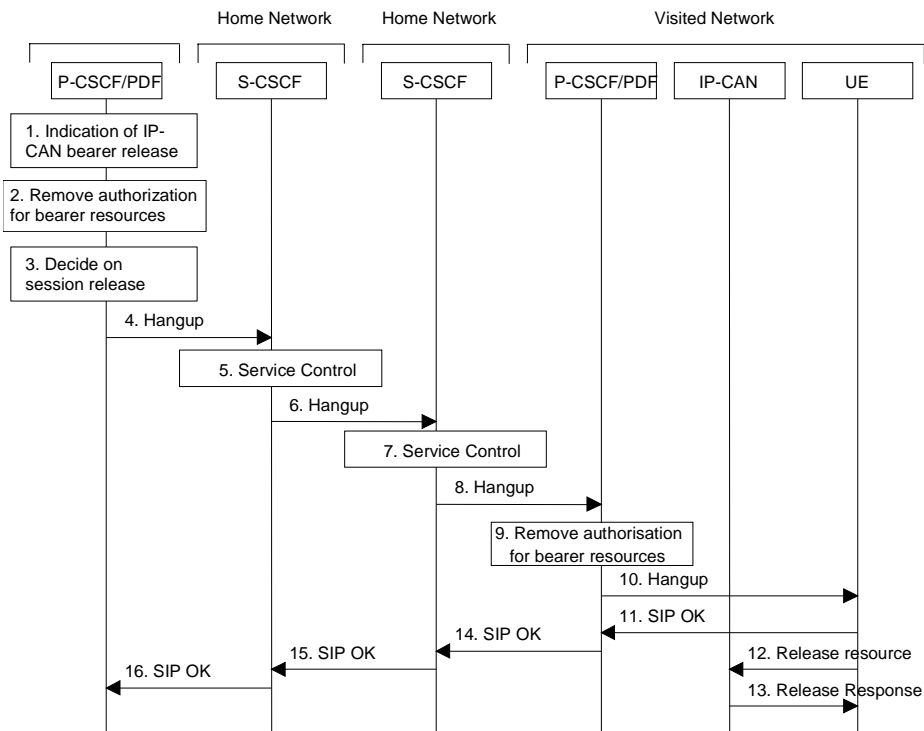 Home Network
Home Network
Visited Network
P-CSCF/PDF
S-CSCF
S-CSCF
P-CSCF/PDF
IP-CAN
UE
1. Indication of IP-
CAN bearer release
2. Remove authorization
for bearer resources
3. Decide on
session release
4. Hangup
5. Service Control
6. Hangup
7. Service Control
8. Hangup
9. Remove authorisation
for bearer resources
10. Hangup
11. SIP OK
14. SIP OK
15. SIP OK
12. Release resource
16. SIP OK
13. Release Response